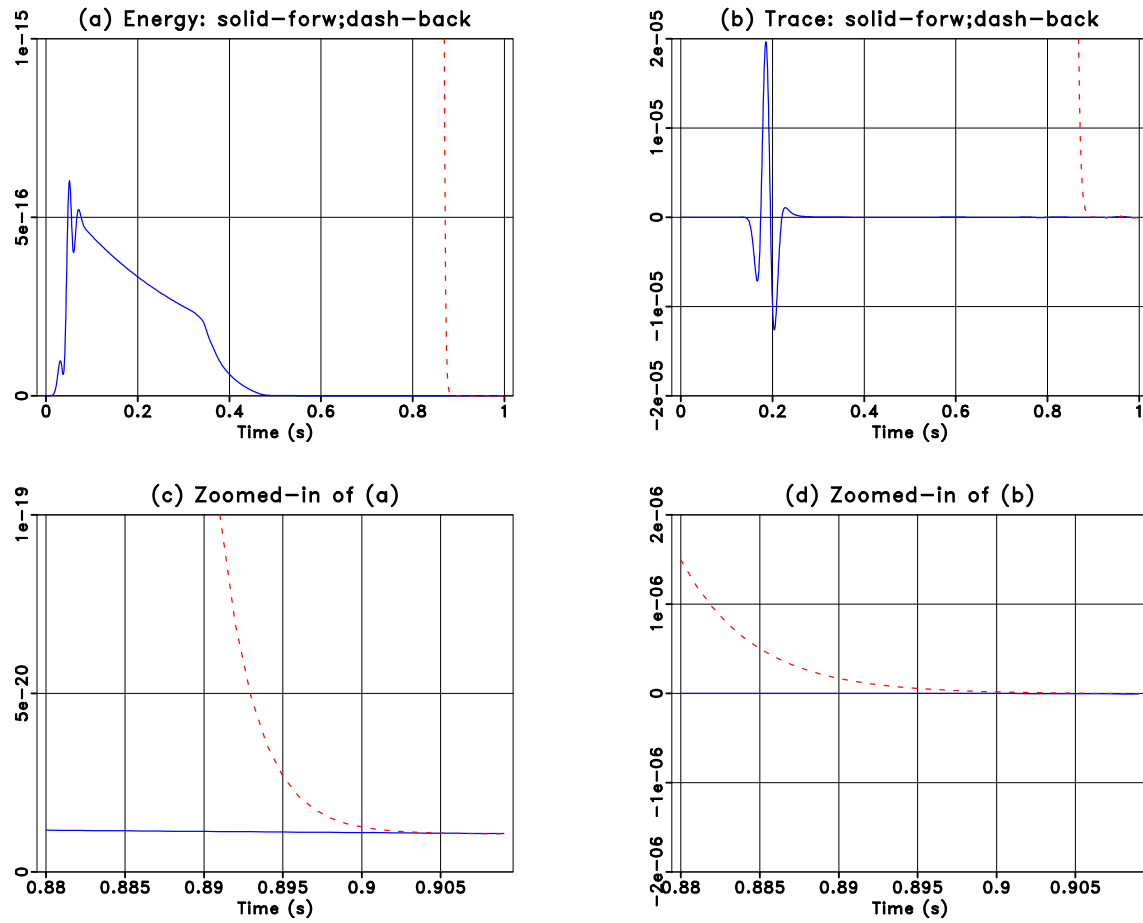 (a) Energy: solid-forw;dash-back
1e-15
5e-16
0
0 0.2 0.4 0.6 0.8 1
Time (s)
(b) Trace: solid-forw;dash-back
2e-05
1e-05
0
-1e-05
-2e-05
0 0.2 0.4 0.6 0.8 1
Time (s)
(c) Zoomed-in of (a)
1e-19
5e-20
0
0.88 0.885 0.89 0.895 0.9 0.905
Time (s)
(d) Zoomed-in of (b)
2e-06
1e-06
0
-1e-06
-2e-06
0.88 0.885 0.89 0.895 0.9 0.905
Time (s)